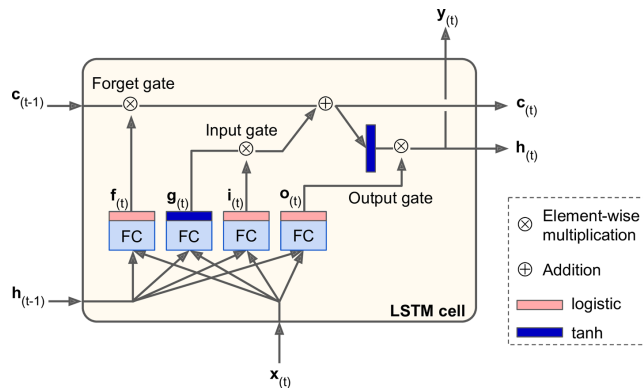 y(t)
Forget gate
c(t-1)
c(t)
Input gate
h(t)
f(t)
g(t)
i(t)
o(t)
Output gate
FC
FC
FC
FC
Element-wise
multiplication
Addition
h(t-1)
LSTM cell
logistic
tanh
x(t)